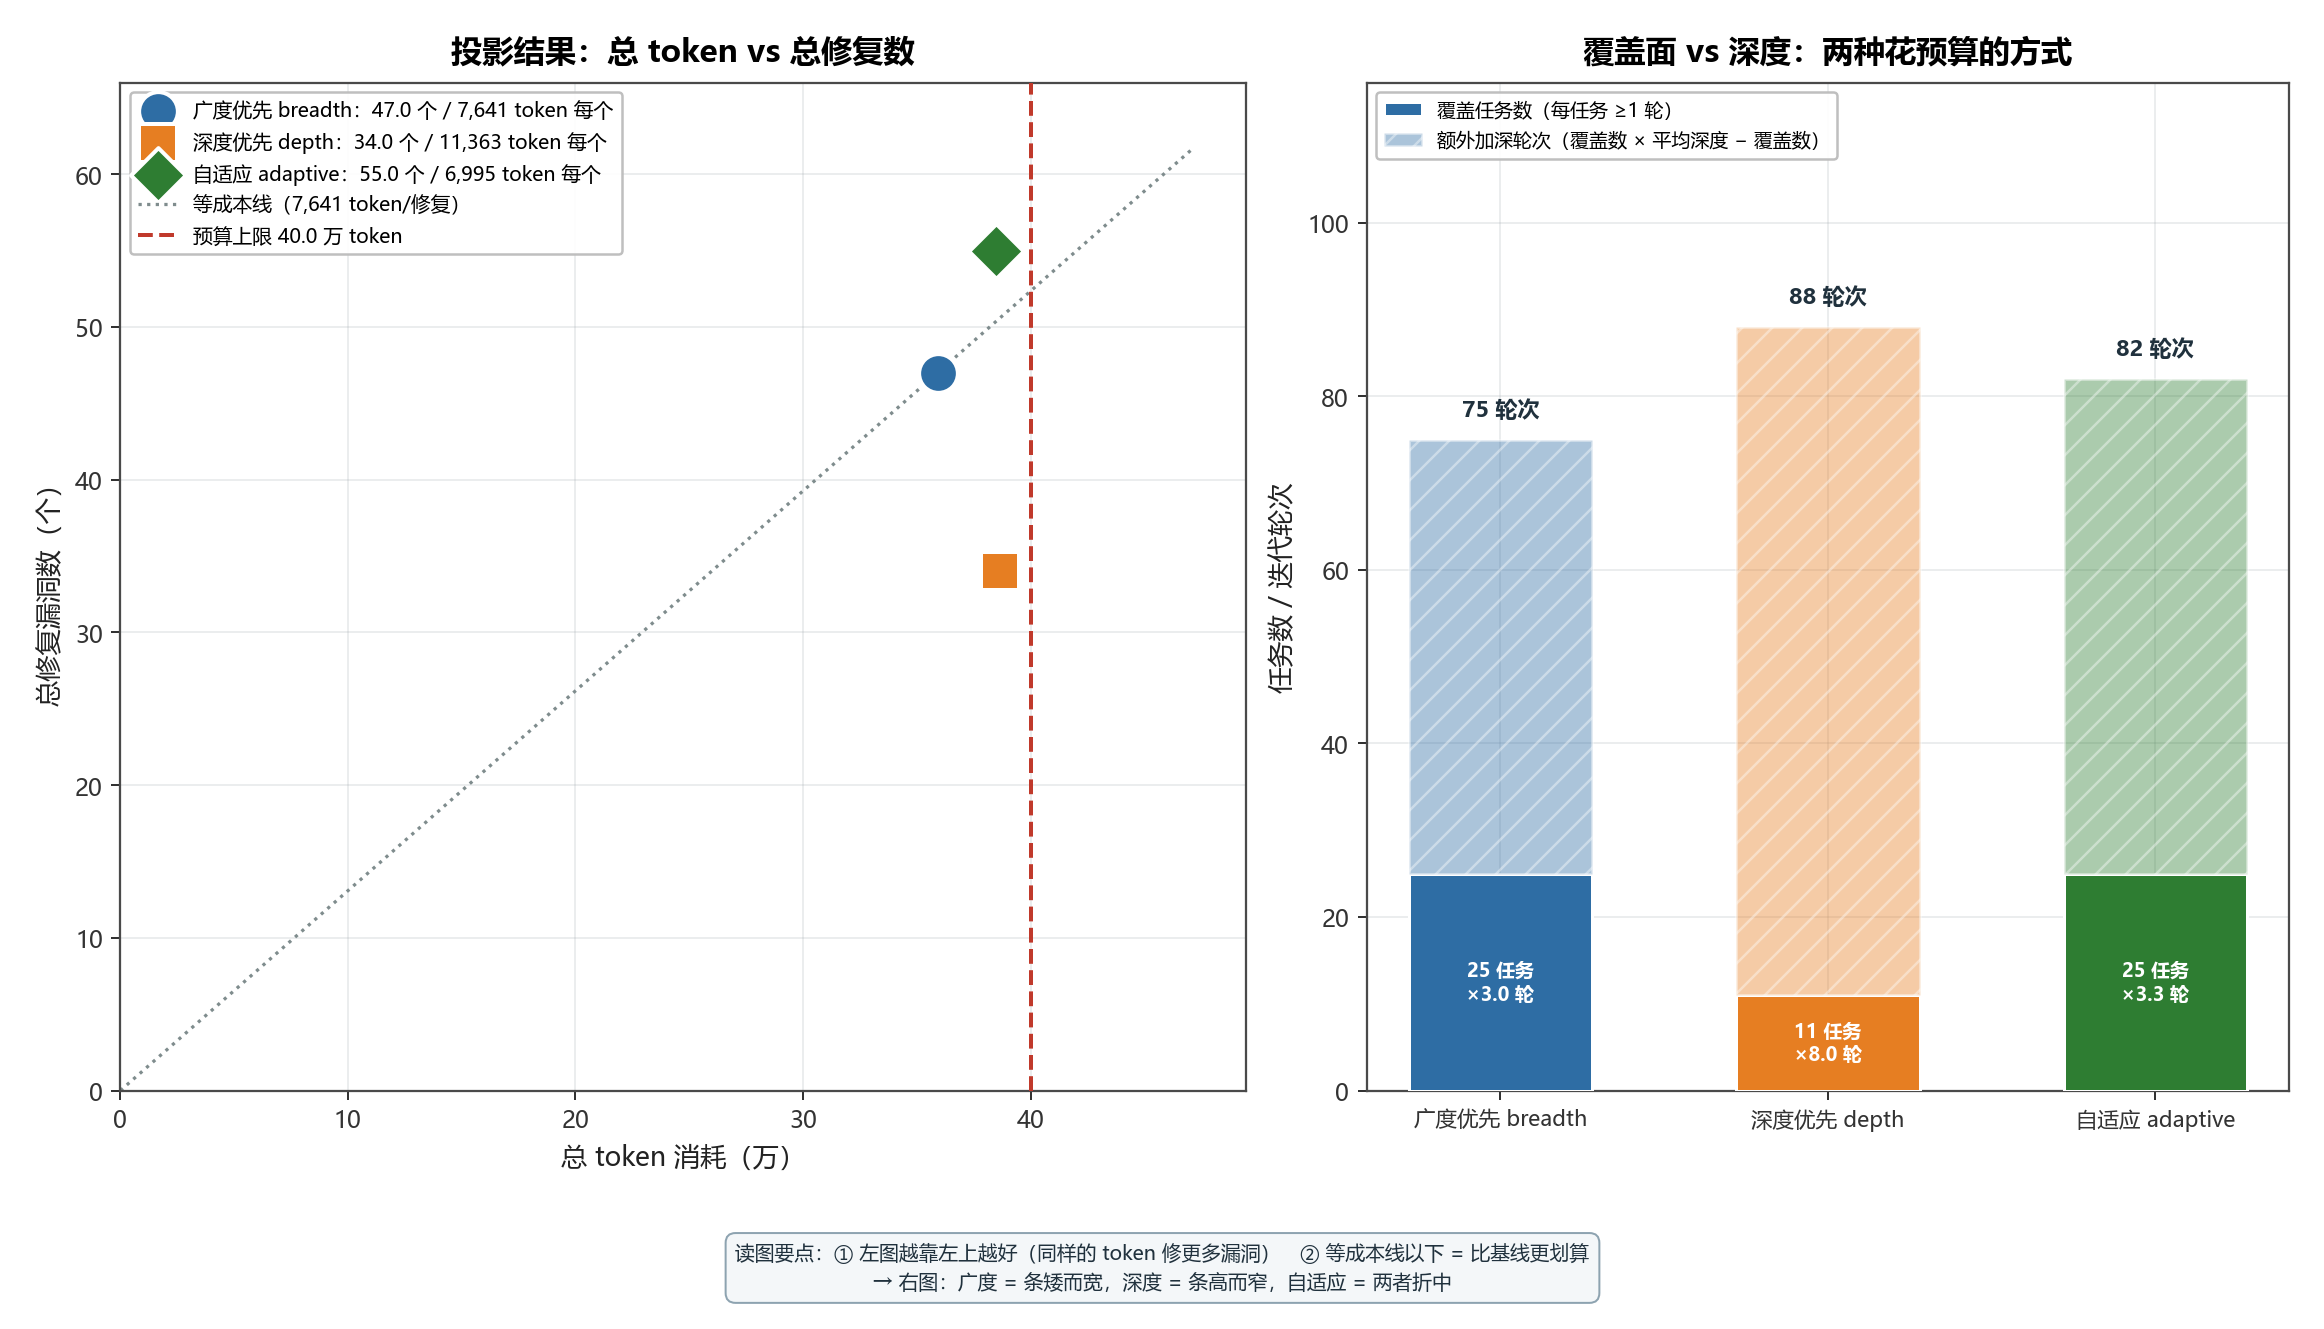 投影结果：总 token vs 总修复数
广度优先 breadth：47.0 个 / 7,641 token 每个
深度优先 depth：34.0 个 / 11,363 token 每个
自适应 adaptive：55.0 个 / 6,995 token 每个
等成本线（7,641 token/修复）
预算上限 40.0 万 token
总修复漏洞数（个）
60
50
40
30
20
10
0
0 10 20 30 40
总 token 消耗（万）
覆盖面 vs 深度：两种花预算的方式
覆盖任务数（每任务 ≥1 轮）
额外加深轮次（覆盖数 × 平均深度 − 覆盖数）
任务数 / 迭代轮次
100
80
60
40
20
0
75 轮次
88 轮次
82 轮次
25 任务
×3.0 轮
11 任务
×8.0 轮
25 任务
×3.3 轮
广度优先 breadth
深度优先 depth
自适应 adaptive
读图要点：① 左图越靠左上越好（同样的 token 修更多漏洞） ② 等成本线以下 = 比基线更划算
→ 右图：广度 = 条矮而宽，深度 = 条高而窄，自适应 = 两者折中